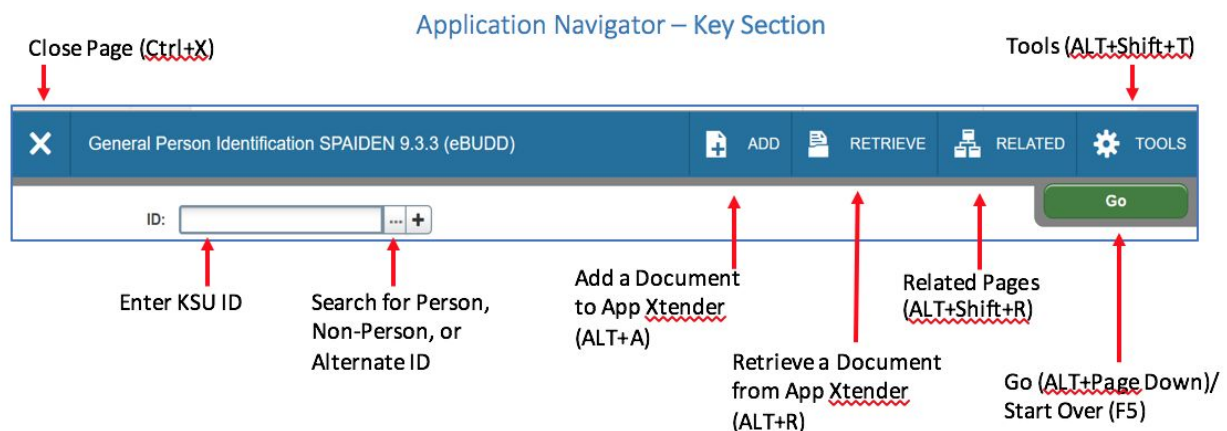 Application Navigator – Key Section
Close Page (Ctrl+X)
Tools (ALT+Shift+T)
General Person Identification SPAIDEN 9.3.3 (eBUDD)
ADD
RETRIEVE
RELATED
TOOLS
ID:
...
Go
Enter KSU ID
Search for Person,
Non-Person, or
Alternate ID
Add a Document
to App Xtender
(ALT+A)
Retrieve a Document
from App Xtender
(ALT+R)
Related Pages
(ALT+Shift+R)
Go (ALT+Page Down)/
Start Over (F5)